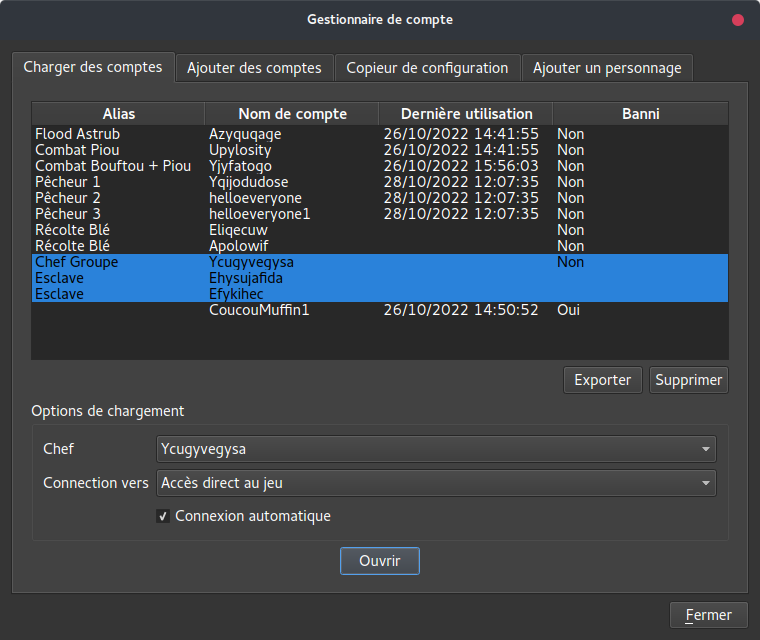 Gestionnaire de compte
Charger des comptes Ajouter des comptes Copieur de configuration Ajouter un personnage
Alias Nom de compte Dernière utilisation Banni
Flood Astrub Azyquqage 26/10/2022 14:41:55 Non
Combat Piou Upylosity 26/10/2022 14:41:55 Non
Combat Bouftou + Piou Yjyfatogo 26/10/2022 15:56:03 Non
Pêcheur 1 Yqijodudose 28/10/2022 12:07:35 Non
Pêcheur 2 helloeveryone 28/10/2022 12:07:35 Non
Pêcheur 3 helloeveryone1 28/10/2022 12:07:35 Non
Récolte Blé Eliqecuw Non
Récolte Blé Apolowif Non
Chef Groupe Ycugyvegysa Non
Esclave Ehysujafida
Esclave Efykihec
CoucouMuffin1 26/10/2022 14:50:52 Oui
Exporter Supprimer
Options de chargement
Chef Ycugyvegysa
Connection vers Accès direct au jeu
Connexion automatique
Ouvrir
Fermer